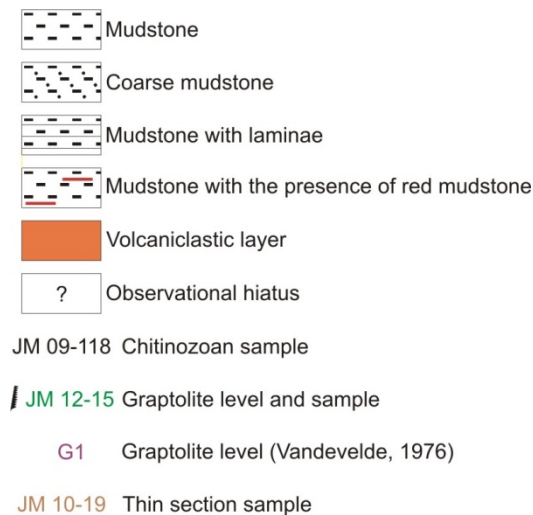 Mudstone
Coarse mudstone
Mudstone with laminae
Mudstone with the presence of red mudstone
Volcaniclastic layer
? Observational hiatus
JM 09-118 Chitinozoan sample
JM 12-15 Graptolite level and sample
G1 Graptolite level (Vandevelde, 1976)
JM 10-19 Thin section sample